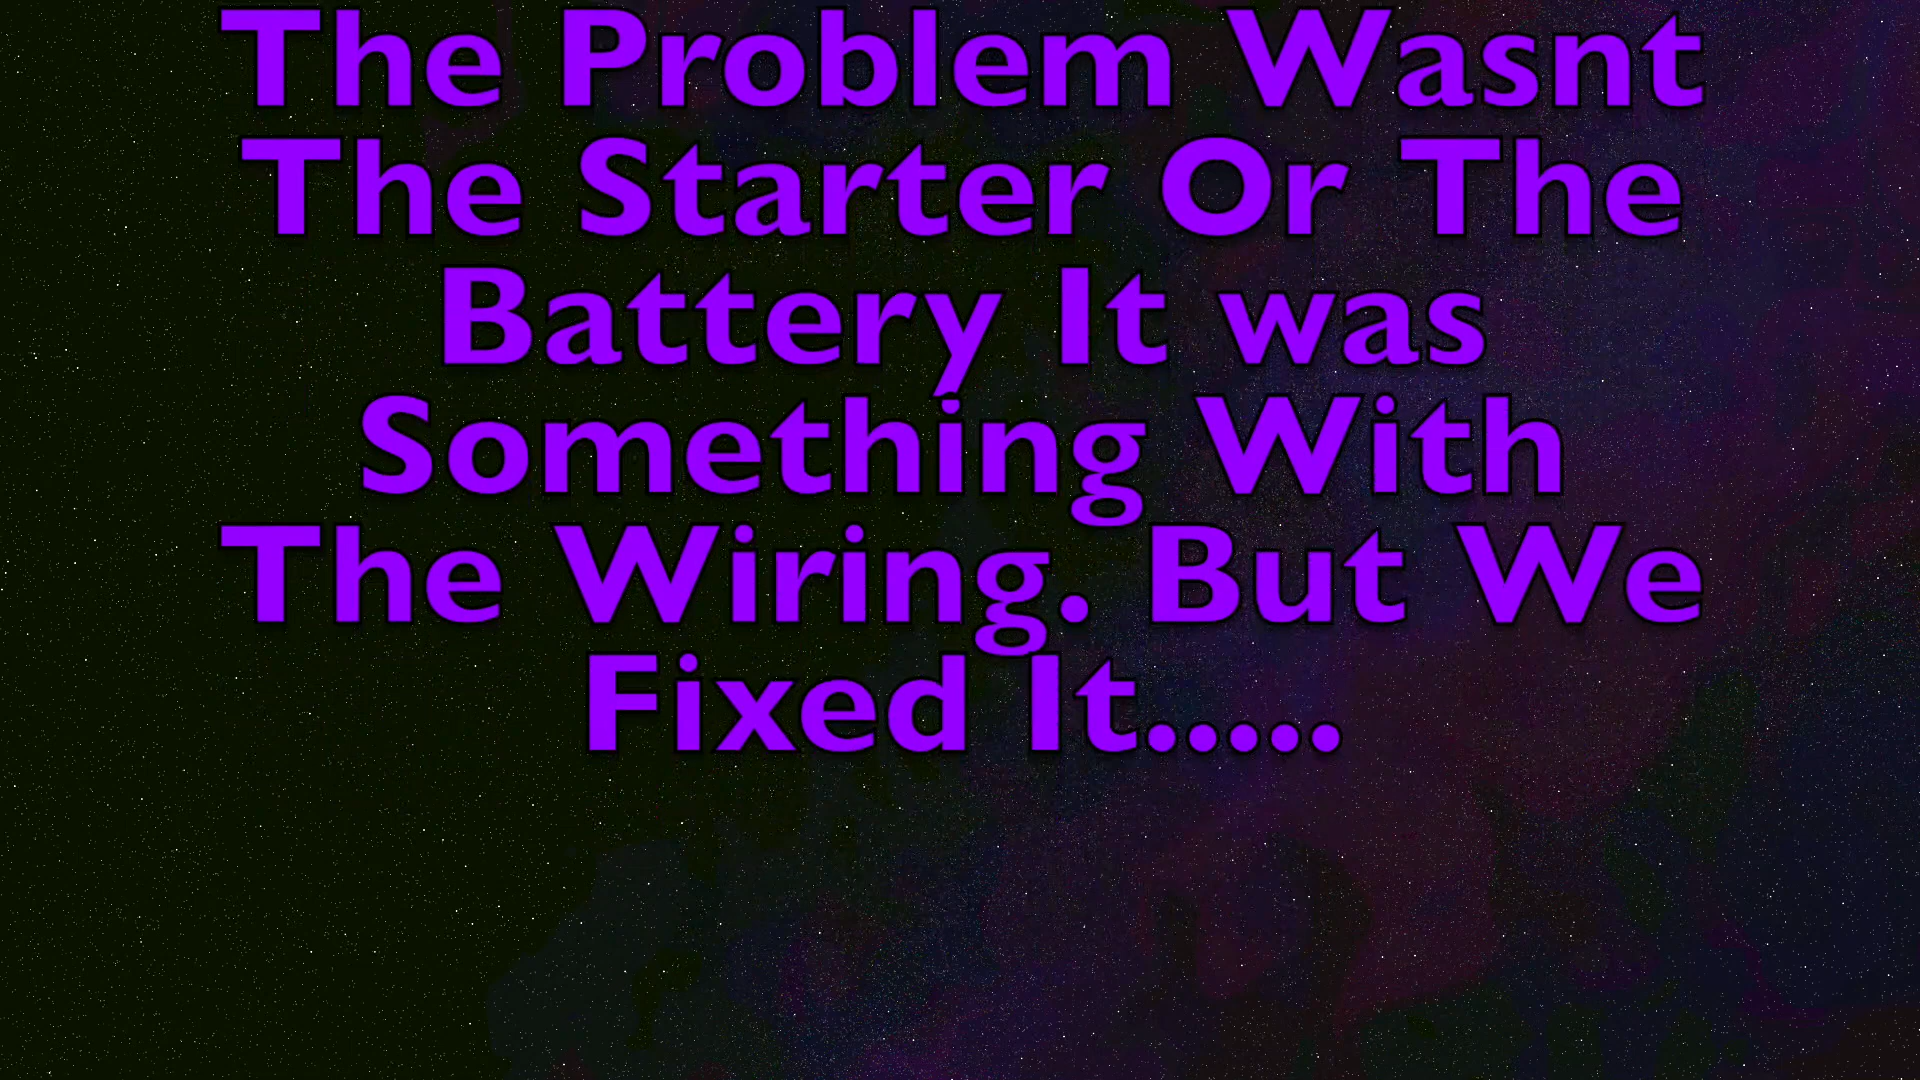 The Problem Wasnt
The Starter Or The
Battery It was
Something With
The Wiring. But We
Fixed It.....